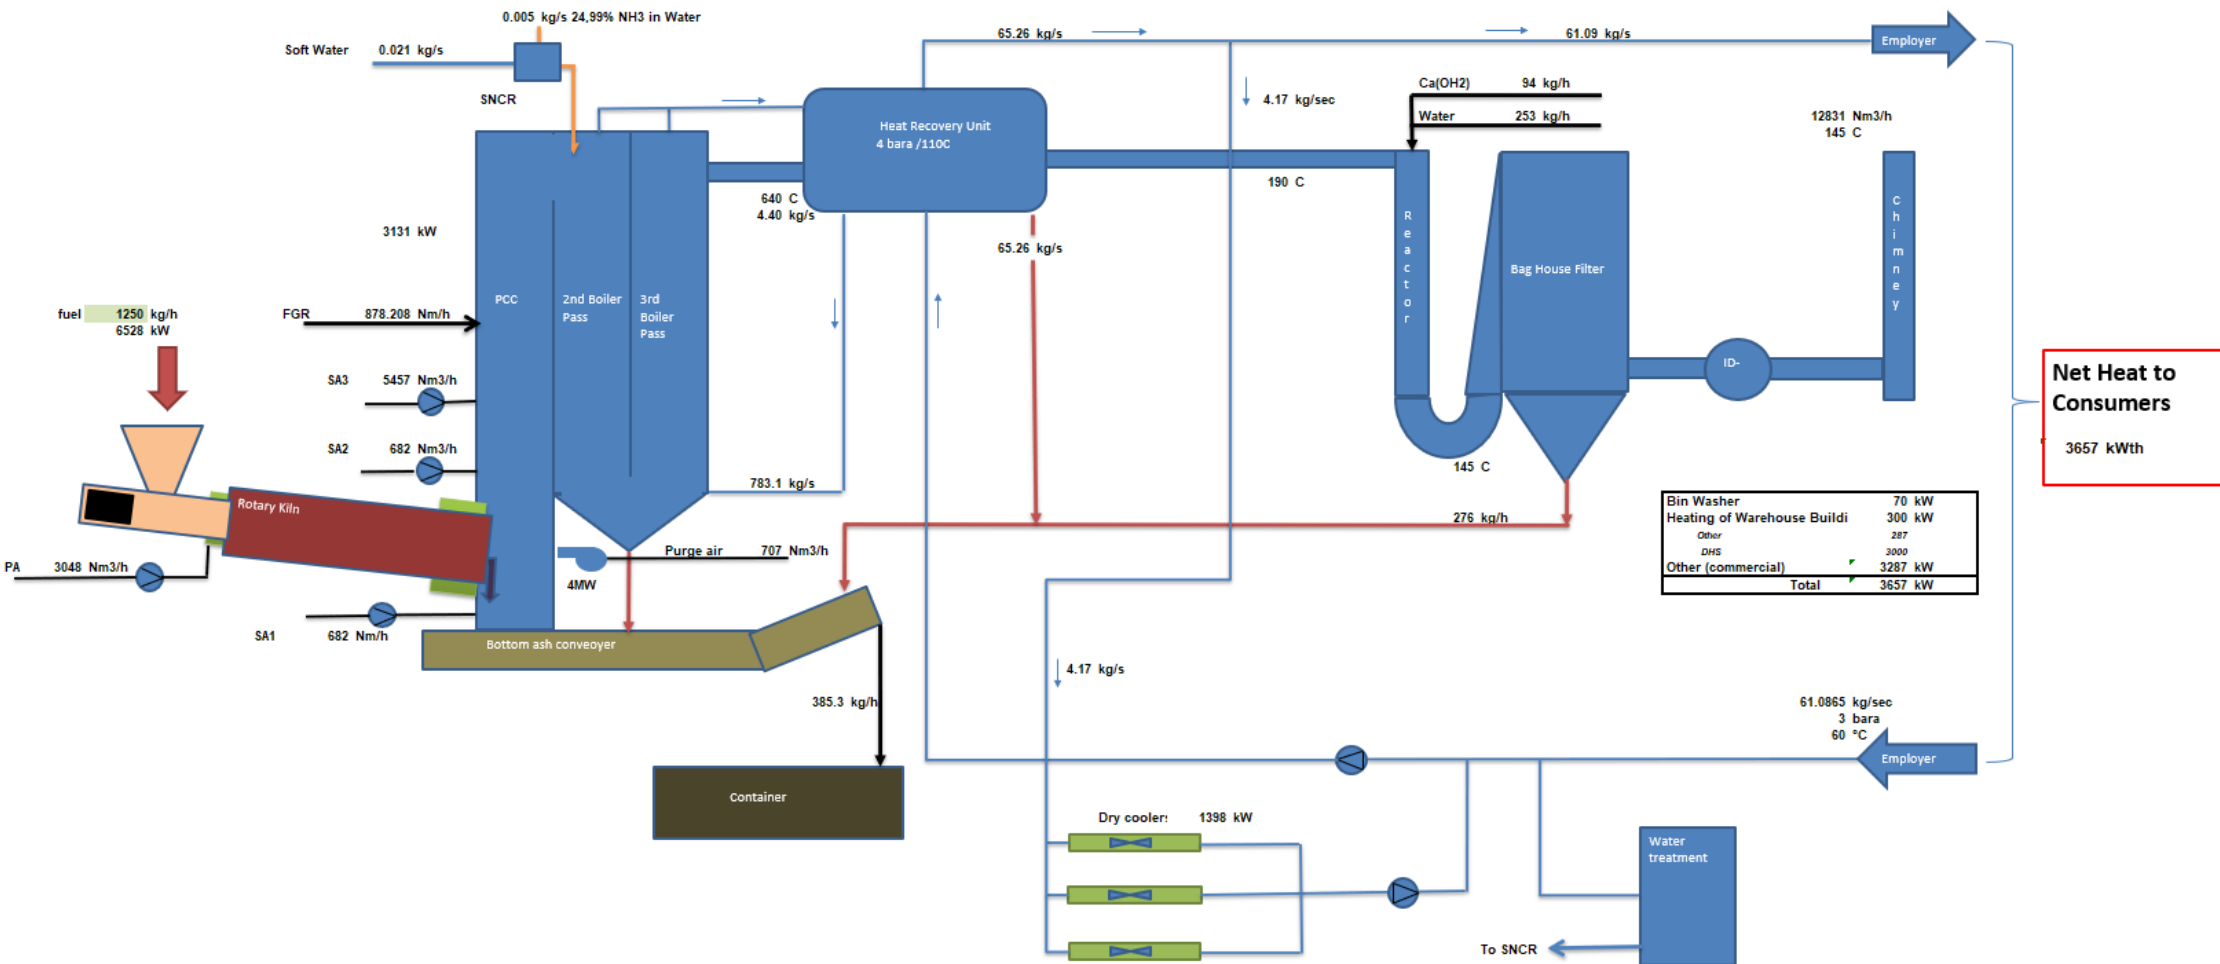 0.005 kg/s 24,99% NH3 in Water
Soft Water 0.021 kg/s
SNCR
65.26 kg/s
61.09 kg/s
Employer
4.17 kg/sec
Ca(OH2) 94 kg/h
Water 253 kg/h
12831 Nm3/h
145 C
Heat Recovery Unit
4 bara /110C
640 C
4.40 kg/s
190 C
65.26 kg/s
3131 kW
PCC
2nd Boiler
Pass
3rd
Boiler
Pass
Reactor
Bag House Filter
Chimney
fuel 1250 kg/h
6528 kW
FGR 878.208 Nm/h
SA3 5457 Nm3/h
SA2 682 Nm3/h
ID-
Net Heat to
Consumers
3657 kWth
145 C
783.1 kg/s
Rotary Kiln
276 kg/h
Purge air 707 Nm3/h
4MW
PA 3048 Nm3/h
SA1 682 Nm/h
Bottom ash conveoyer
Bin Washer 70 kW
Heating of Warehouse Buildi 300 kW
Other 287
DHS 3000
Other (commercial) 3287 kW
Total 3657 kW
4.17 kg/s
385.3 kg/h
61.0865 kg/sec
3 bara
60 °C
Employer
Container
Dry cooler: 1398 kW
Water
treatment
To SNCR